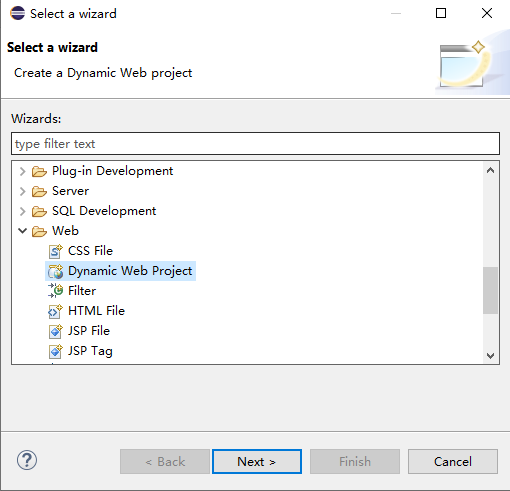 Select a wizard
Select a wizard
Create a Dynamic Web project
Wizards:
type filter text
Plug-in Development
Server
SQL Development
Web
CSS File
Dynamic Web Project
Filter
HTML File
JSP File
JSP Tag
< Back
Next >
Finish
Cancel